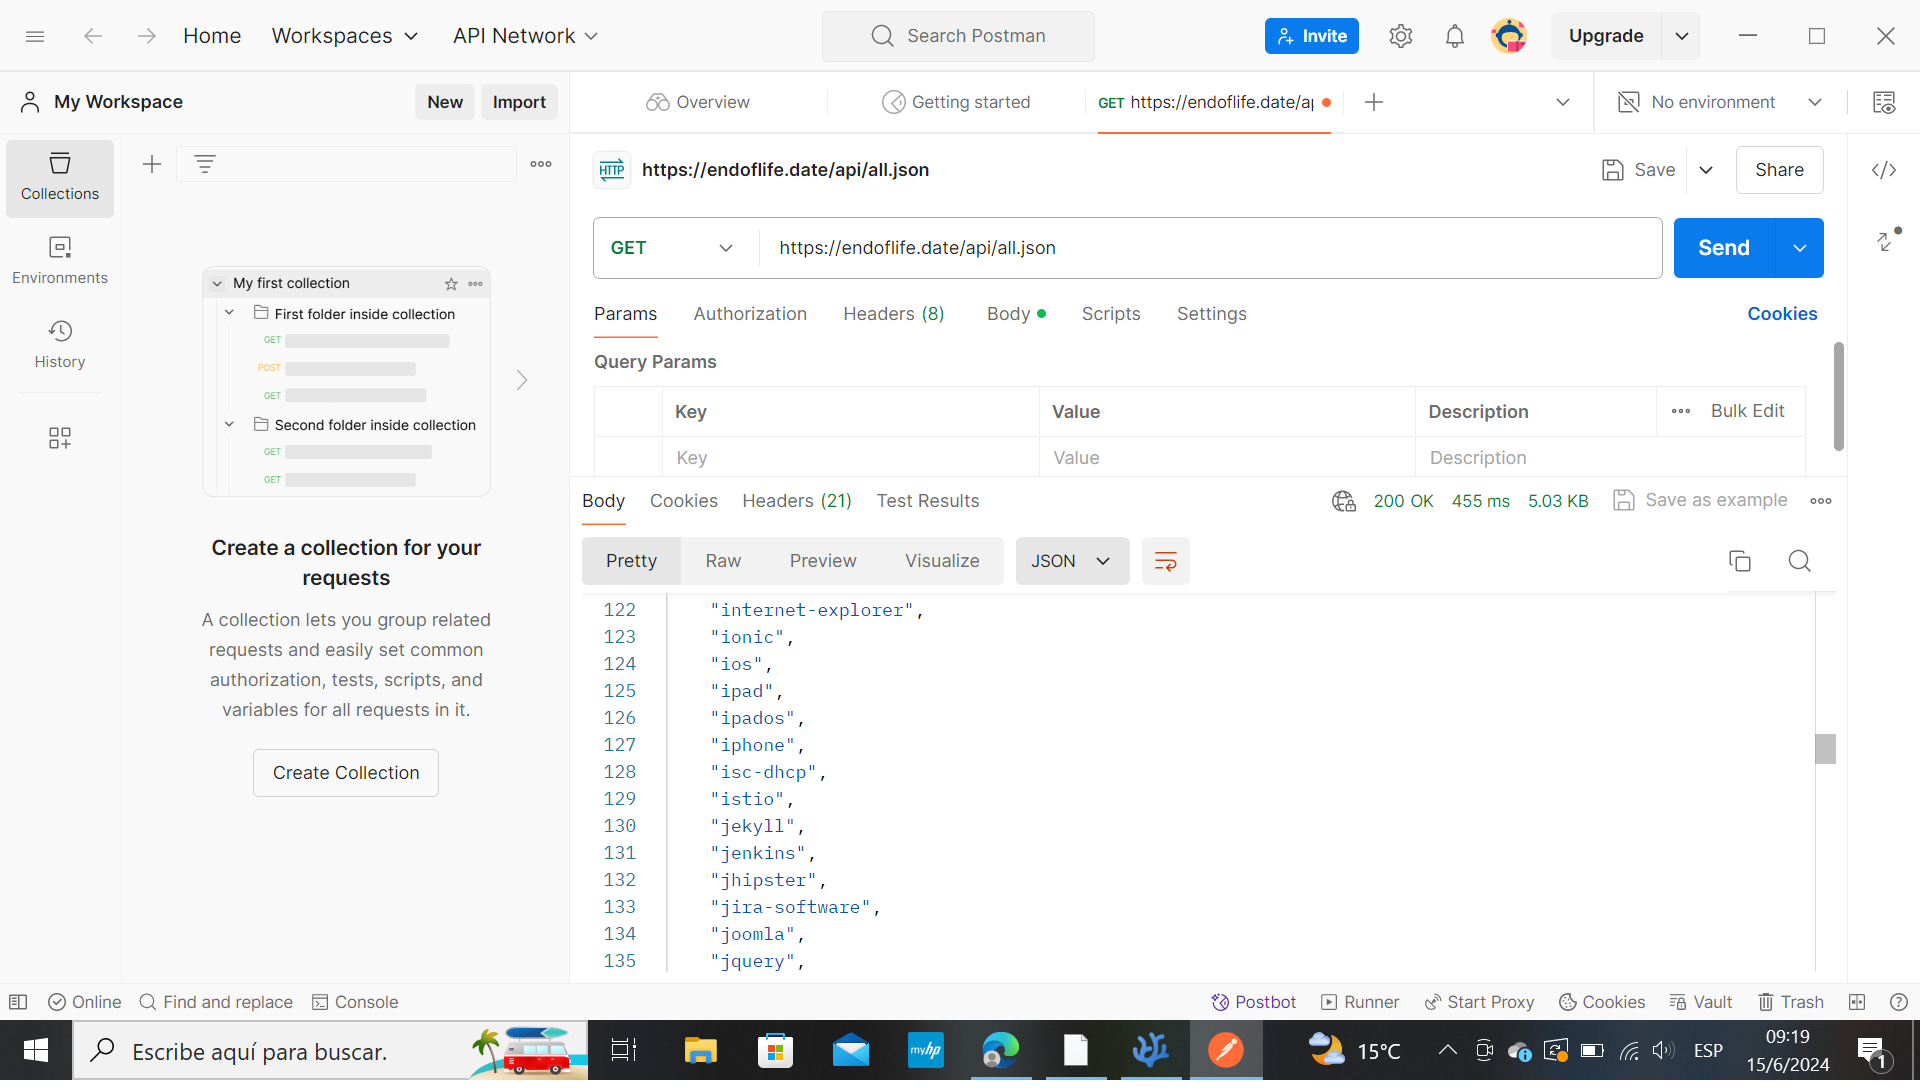 Home
Workspaces
API Network
Search Postman
Invite
Upgrade
My Workspace
New
Import
Overview
Getting started
GET https://endoflife.date/a
No environment
Collections
Environments
History
My first collection
First folder inside collection
GET
POST
GET
Second folder inside collection
GET
GET
Create a collection for your
requests
A collection lets you group related
requests and easily set common
authorization, tests, scripts, and
variables for all requests in it.
Create Collection
HTTP
https://endoflife.date/api/all.json
Save
Share
GET
https://endoflife.date/api/all.json
Send
Params
Authorization
Headers (8)
Body
Scripts
Settings
Cookies
Query Params
Key
Value
Description
Bulk Edit
Key
Value
Description
Body
Cookies
Headers (21)
Test Results
200 OK
455 ms
5.03 KB
Save as example
Pretty
Raw
Preview
Visualize
JSON
122 "internet-explorer",
123 "ionic",
124 "ios",
125 "ipad",
126 "ipados",
127 "iphone",
128 "isc-dhcp",
129 "istio",
130 "jekyll",
131 "jenkins",
132 "jhipster",
133 "jira-software",
134 "joomla",
135 "jquery",
Online
Find and replace
Console
Postbot
Runner
Start Proxy
Cookies
Vault
Trash
Escribe aquí para buscar.
myhp
15°C
ESP
09:19
15/6/2024
1